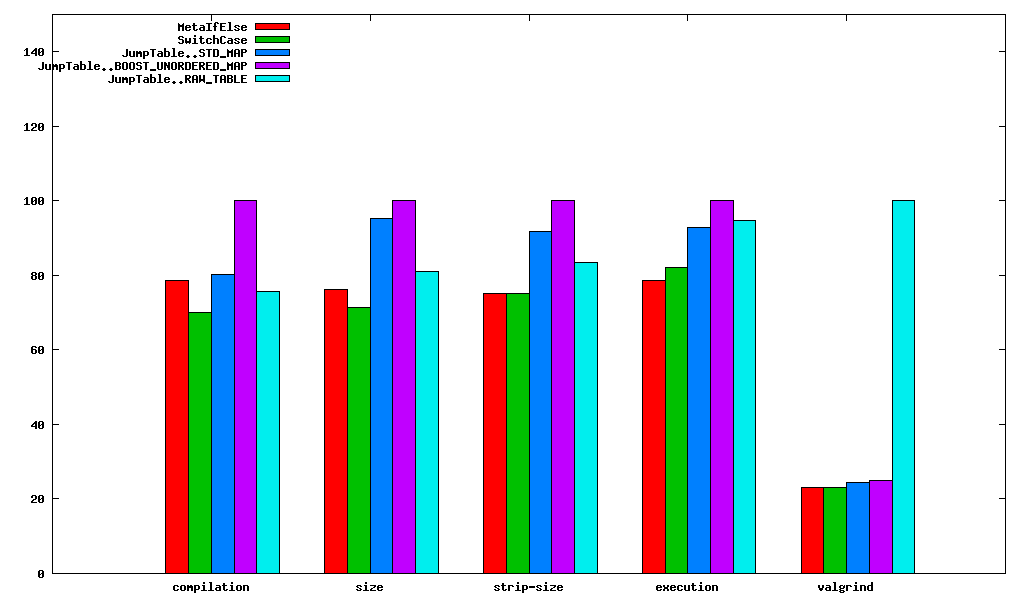 MetaIfElse
SwitchCase
JumpTable..STD_MAP
JumpTable..BOOST_UNORDERED_MAP
JumpTable..RAW_TABLE
140
120
100
80
60
40
20
0
compilation size strip-size execution valgrind